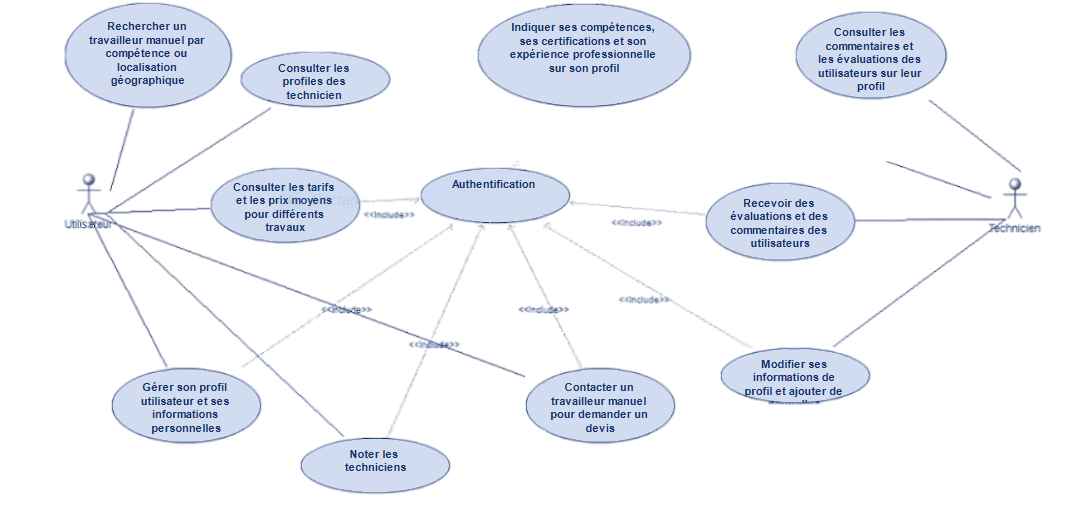 Rechercher un
travailleur manuel par
compétence ou
localisation
géographique
Consulter les
profiles des
technicien
Indiquer ses compétences,
ses certifications et son
expérience professionnelle
sur son profil
Consulter les
commentaires et
les évaluations des
utilisateurs sur leur
profil
Utilisateur
Consulter les tarifs
et les prix moyens
pour différents
travaux
<<Include>>
Authentification
<<Include>>
Recevoir des
évaluations et des
commentaires des
utilisateurs
Technicien
<<Include>>
<<Include>>
<<Include>>
<<Include>>
Gérer son profil
utilisateur et ses
informations
personnelles
Noter les
techniciens
Contacter un
travailleur manuel
pour demander un
devis
Modifier ses
informations de
profil et ajouter de